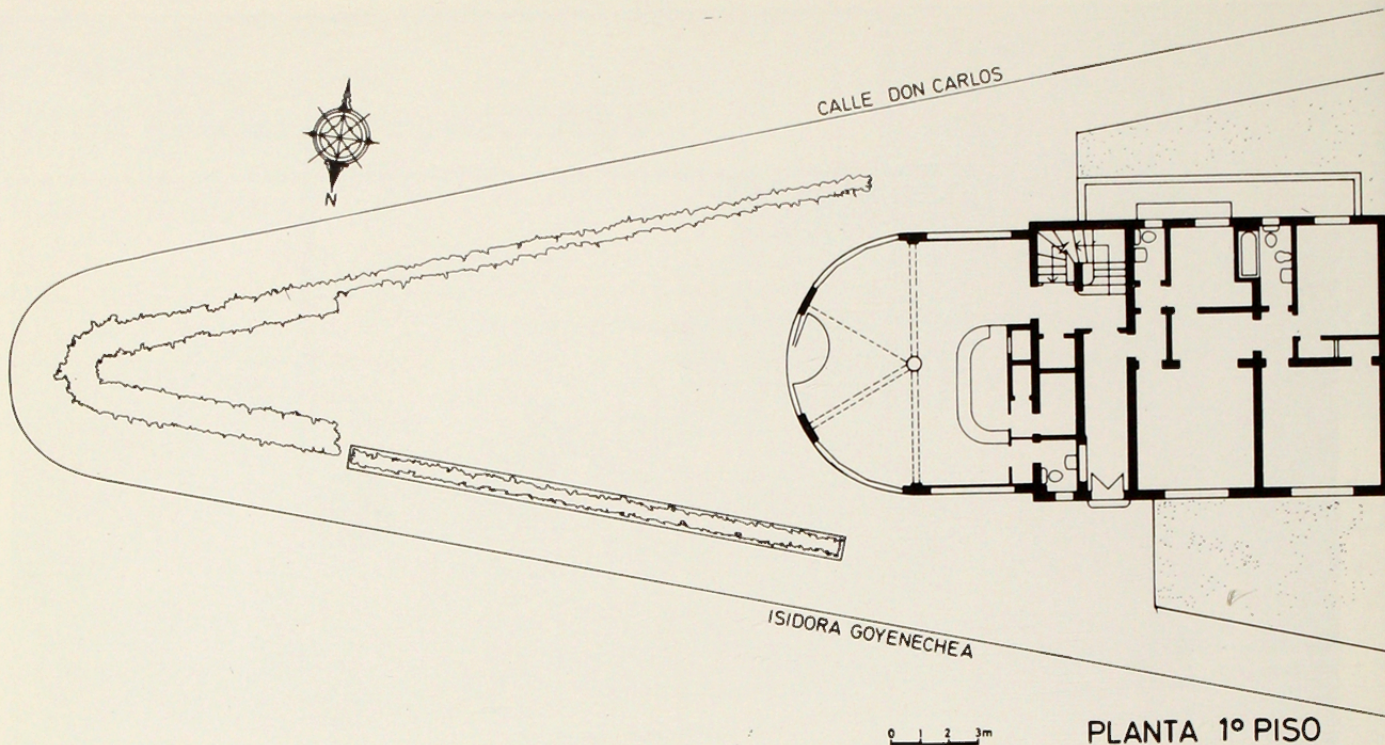 CALLE DON CARLOS
N
ISIDORA GOYENECHEA
0 1 2 3m
PLANTA 1º PISO